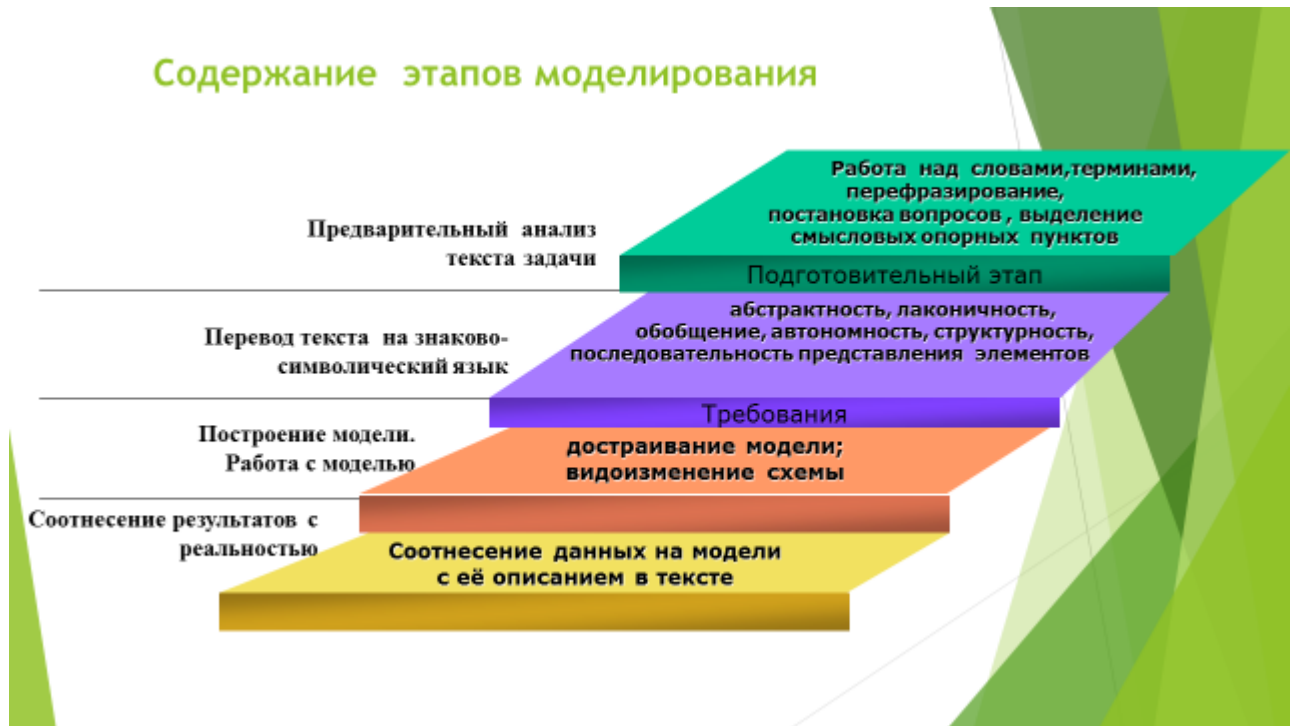 Содержание этапов моделирования
Работа над словами,терминами,
перефразирование,
постановка вопросов , выделение
смысловых опорных пунктов
Предварительный анализ
текста задачи
Подготовительный этап
абстрактность, лаконичность,
обобщение, автономность, структурность,
последовательность представления элементов
Перевод текста на знаково-
символический язык
Требования
Построение модели.
Работа с моделью
достраивание модели;
видоизменение схемы
Соотнесение результатов с
реальностью
Соотнесение данных на модели
с её описанием в тексте